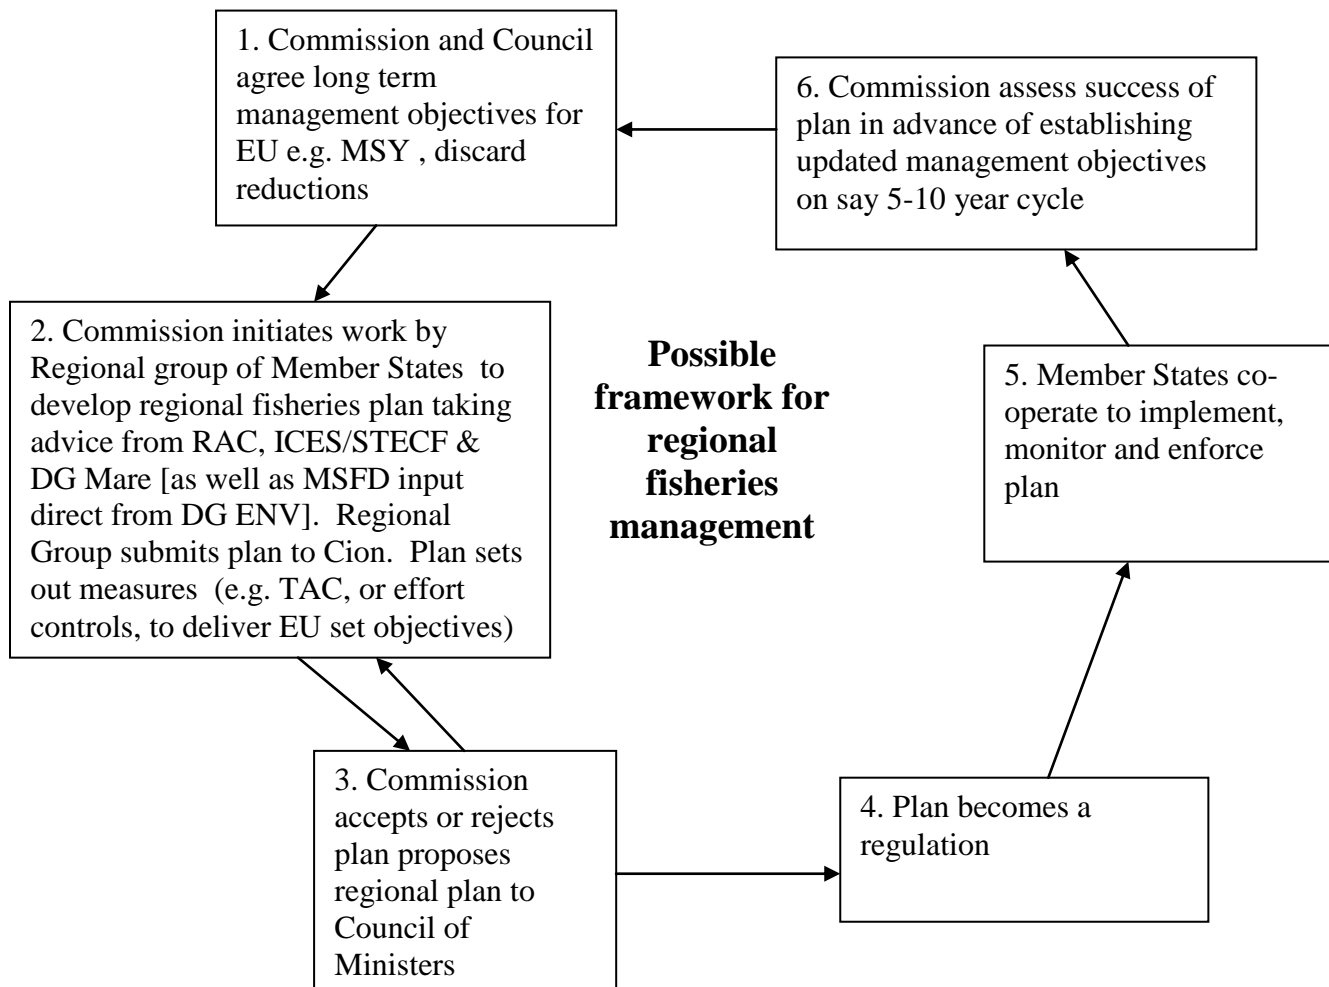 1. Commission and Council
agree long term
management objectives for
EU e.g. MSY , discard
reductions
2. Commission initiates work by
Regional group of Member States to
develop regional fisheries plan taking
advice from RAC, ICES/STECF &
DG Mare [as well as MSFD input
direct from DG ENV]. Regional
Group submits plan to Cion. Plan sets
out measures (e.g. TAC, or effort
controls, to deliver EU set objectives)
3. Commission
accepts or rejects
plan proposes
regional plan to
Council of
Ministers
4. Plan becomes a
regulation
5. Member States co-
operate to implement,
monitor and enforce
plan
6. Commission assess success of
plan in advance of establishing
updated management objectives
on say 5-10 year cycle
Possible
framework for
regional
fisheries
management